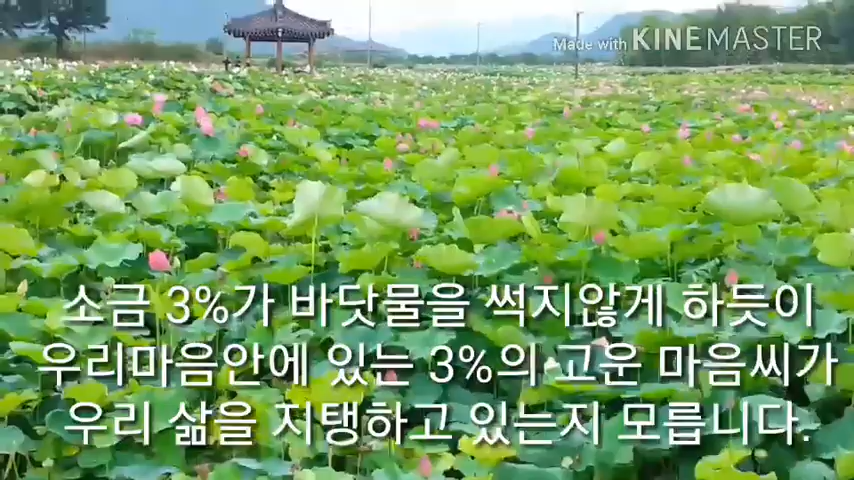 Made with KINEMASTER
소금 3%가 바닷물을 썩지않게 하듯이
우리마음안에 있는 3%의 고운 마음씨가
우리 삶을 지탱하고 있는지 모릅니다.